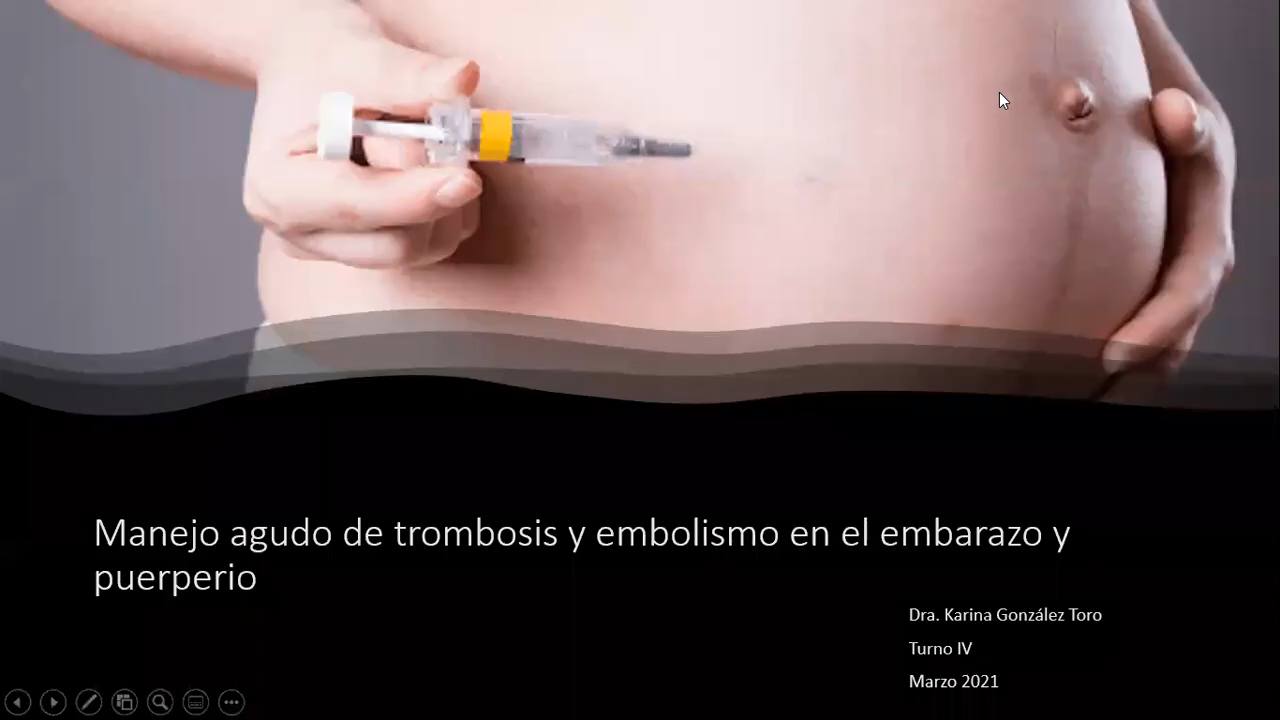 Manejo agudo de trombosis y embolismo en el embarazo y
puerperio
Dra. Karina González Toro
Turno IV
Marzo 2021